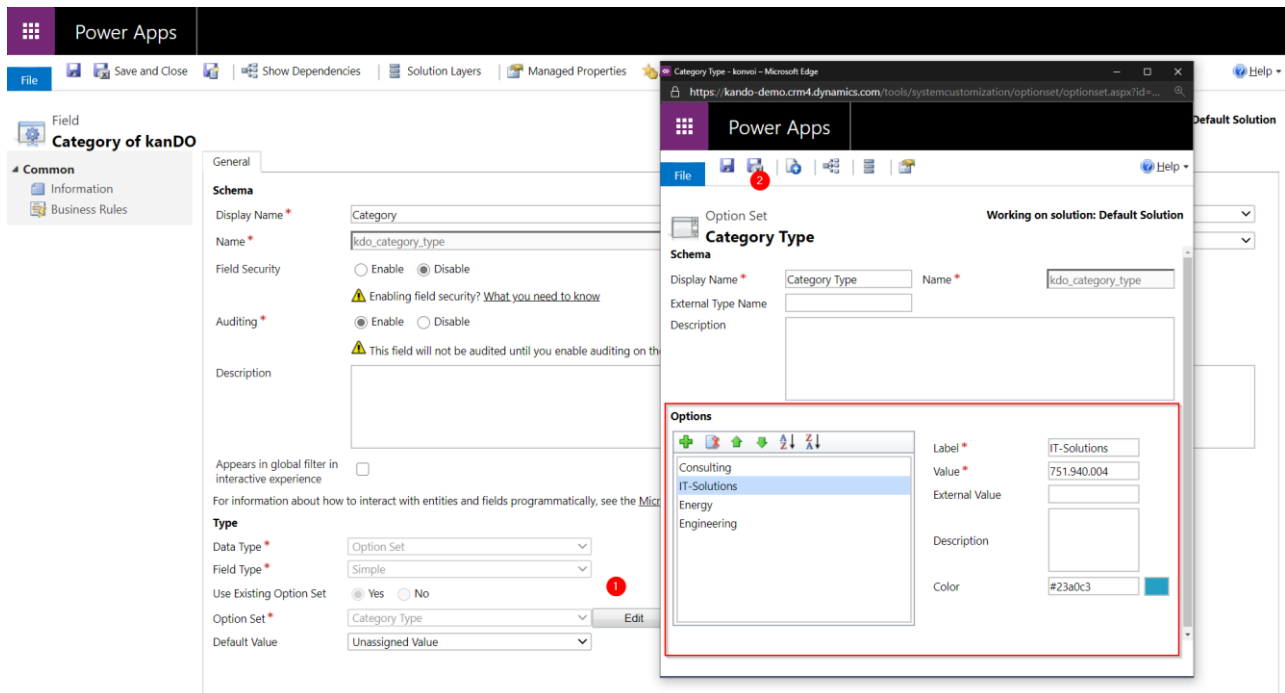 Power Apps
File
Save and Close
Show Dependencies
Solution Layers
Managed Properties
Help
Field
Category of kanDO
Default Solution
Common
Information
Business Rules
General
Schema
Display Name *
Category
Name *
kdo_category_type
Field Security
Enable
Disable
Enabling field security? What you need to know
Auditing *
Enable
Disable
This field will not be audited until you enable auditing on the
Description
Appears in global filter in
interactive experience
For information about how to interact with entities and fields programmatically, see the
Type
Data Type *
Option Set
Field Type *
Simple
Use Existing Option Set
Yes
No
1
Option Set *
Category Type
Edit
Default Value
Unassigned Value
Category Type - konvoi – Microsoft Edge
https://kando-demo.crm4.dynamics.com/tools/systemcustomization/optionset/optionset.aspx?id=...
Power Apps
File
2
Help
Option Set
Category Type
Working on solution: Default Solution
Schema
Display Name *
Category Type
Name *
kdo_category_type
External Type Name
Description
Options
Consulting
IT-Solutions
Energy
Engineering
Label *
IT-Solutions
Value *
751.940.004
External Value
Description
Color
#23a0c3